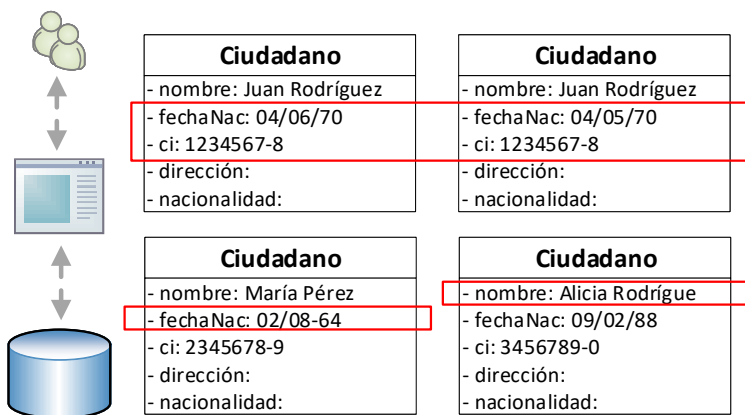 Ciudadano
- nombre: Juan Rodríguez
- fechaNac: 04/06/70
- ci: 1234567-8
- dirección:
- nacionalidad:
Ciudadano
- nombre: Juan Rodríguez
- fechaNac: 04/05/70
- ci: 1234567-8
- dirección:
- nacionalidad:
Ciudadano
- nombre: María Pérez
- fechaNac: 02/08-64
- ci: 2345678-9
- dirección:
- nacionalidad:
Ciudadano
- nombre: Alicia Rodrígue
- fechaNac: 09/02/88
- ci: 3456789-0
- dirección:
- nacionalidad: